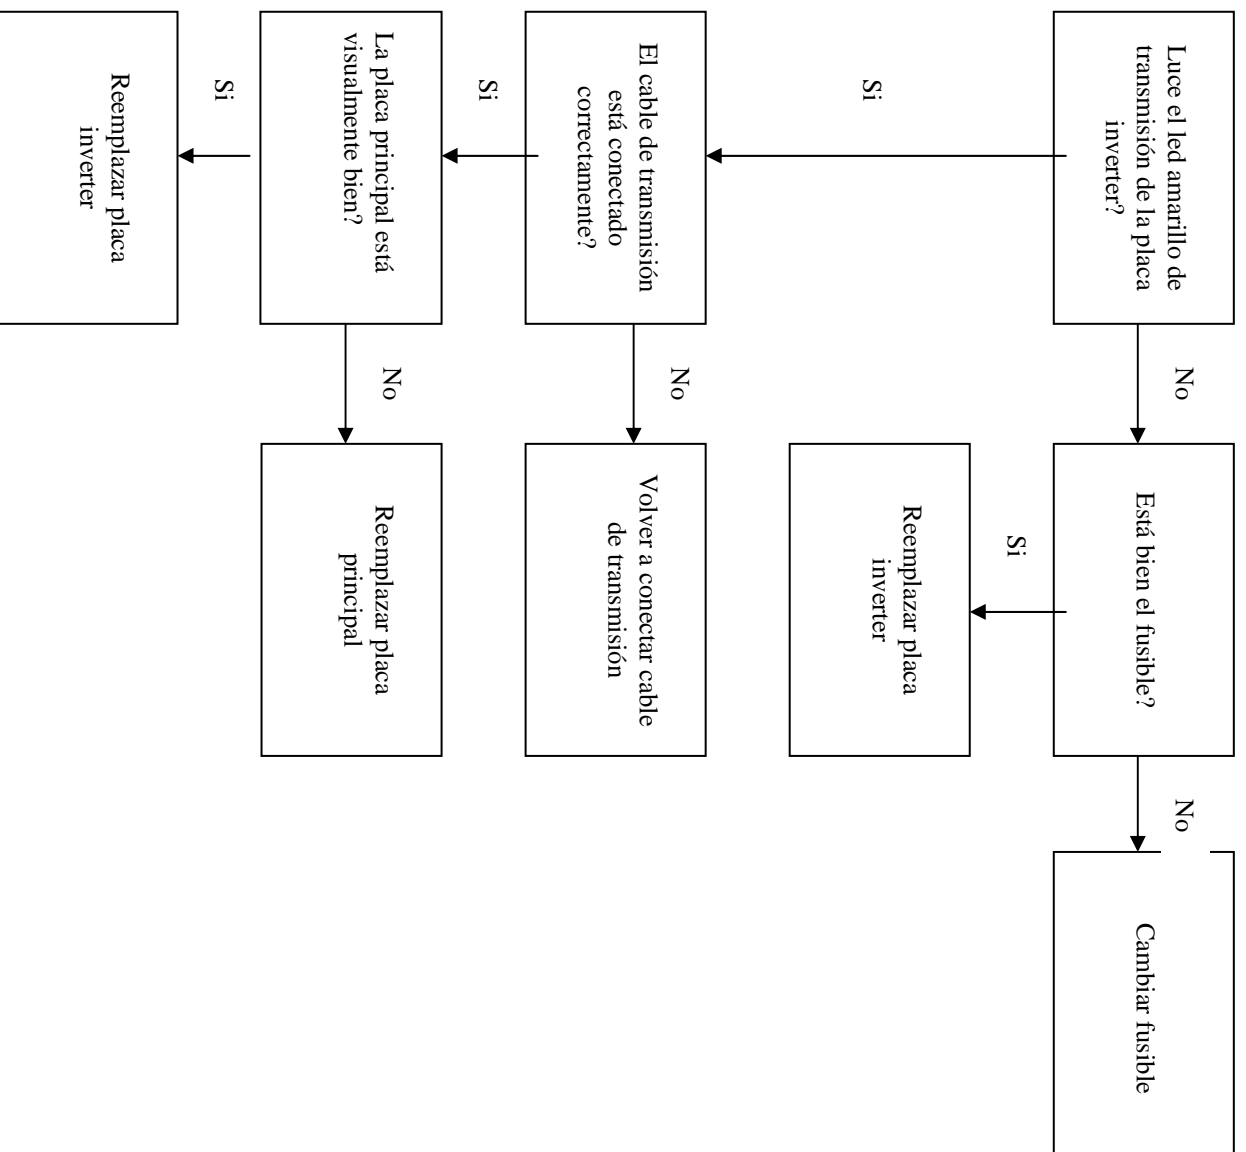 Luce el led amarillo de
transmisión de la placa
inverter?
No
Está bien el fusible?
No
Cambiar fusible
Si
Si
Reemplazar placa
inverter
El cable de transmisión
está conectado
correctamente?
No
Volver a conectar cable
de transmisión
Si
La placa principal está
visualmente bien?
No
Reemplazar placa
principal
Si
Reemplazar placa
inverter